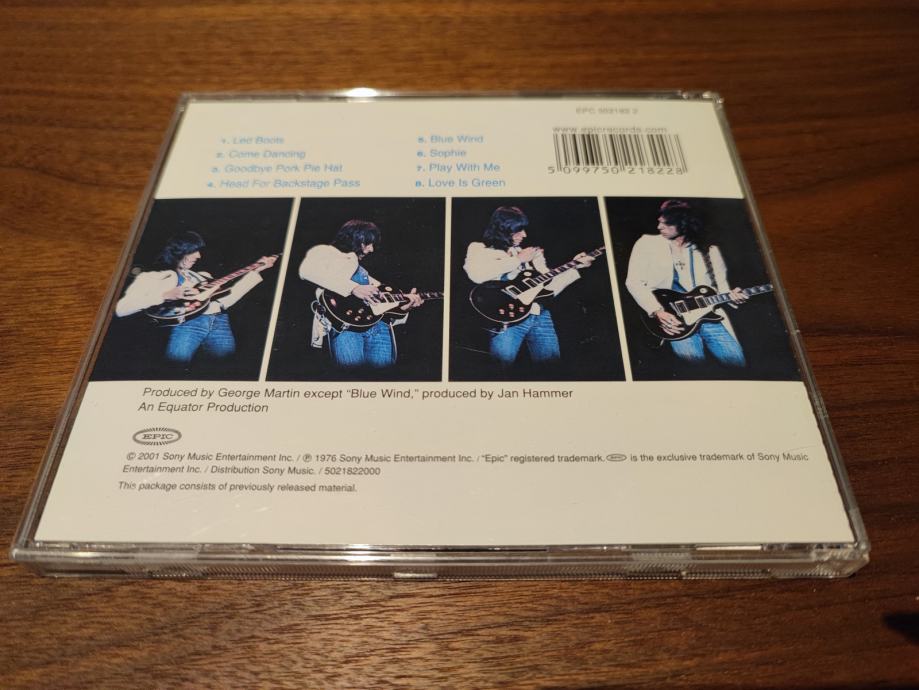 EPC 502182 2
www.epicrecords.com
5 099750 218228
1. Led Boots
2. Come Dancing
3. Goodbye Pork Pie Hat
4. Head For Backstage Pass
5. Blue Wind
6. Sophie
7. Play With Me
8. Love Is Green
Produced by George Martin except "Blue Wind," produced by Jan Hammer
An Equator Production
EPIC
© 2001 Sony Music Entertainment Inc. / ℗ 1976 Sony Music Entertainment Inc. / "Epic" registered trademark. EPIC is the exclusive trademark of Sony Music
Entertainment Inc. / Distribution Sony Music. / 5021822000
This package consists of previously released material.